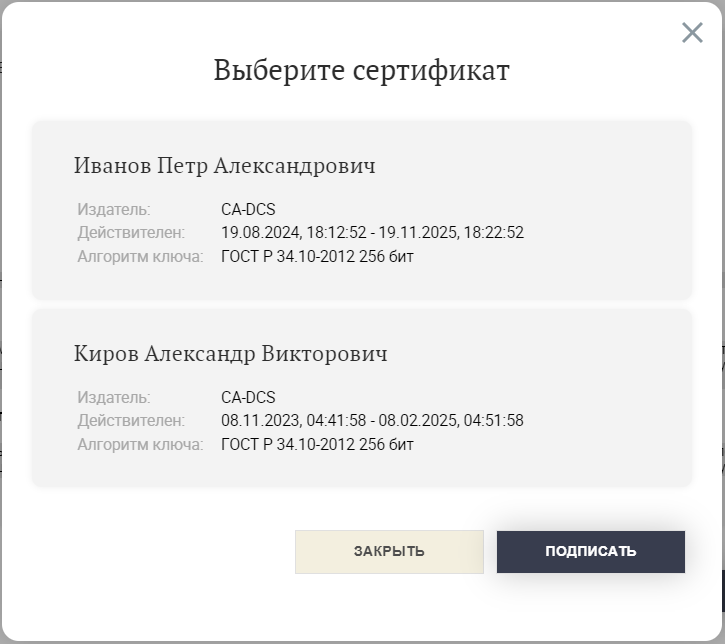 Выберите сертификат
Иванов Петр Александрович
Издатель: CA-DCS
Действителен: 19.08.2024, 18:12:52 - 19.11.2025, 18:22:52
Алгоритм ключа: ГОСТ Р 34.10-2012 256 бит
Киров Александр Викторович
Издатель: CA-DCS
Действителен: 08.11.2023, 04:41:58 - 08.02.2025, 04:51:58
Алгоритм ключа: ГОСТ Р 34.10-2012 256 бит
ЗАКРЫТЬ ПОДПИСАТЬ